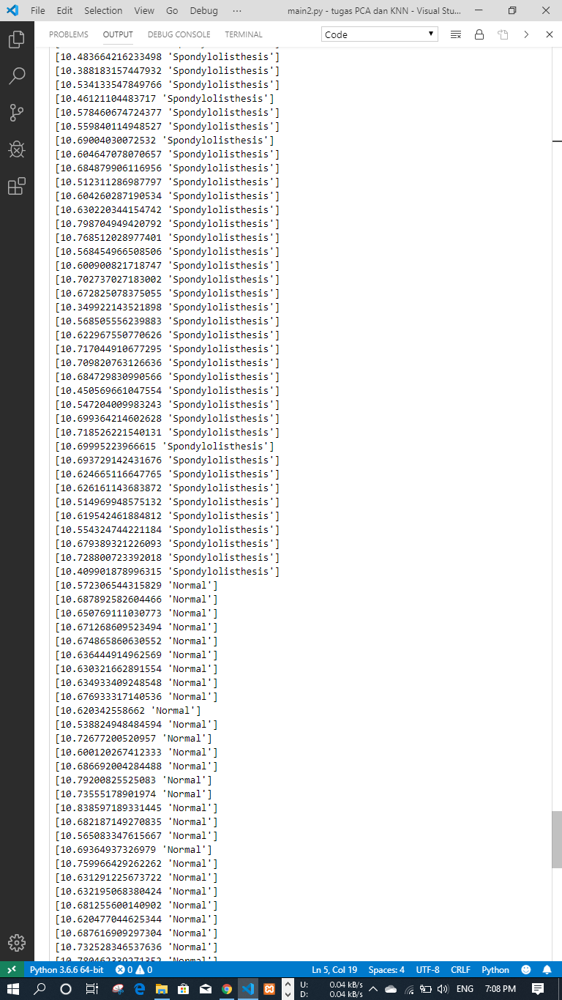 File Edit Selection View Go Debug ··· main2.py - tugas PCA dan KNN - Visual Stu...
PROBLEMS OUTPUT DEBUG CONSOLE TERMINAL Code
[10.483664216233498 'Spondylolisthesis']
[10.388183157447932 'Spondylolisthesis']
[10.534133547849766 'Spondylolisthesis']
[10.46121104483717 'Spondylolisthesis']
[10.578460674724377 'Spondylolisthesis']
[10.559840114948527 'Spondylolisthesis']
[10.69004030072532 'Spondylolisthesis']
[10.604647078070657 'Spondylolisthesis']
[10.684879906116956 'Spondylolisthesis']
[10.512311286987797 'Spondylolisthesis']
[10.604260287190534 'Spondylolisthesis']
[10.630220344154742 'Spondylolisthesis']
[10.798704949420792 'Spondylolisthesis']
[10.768512028977401 'Spondylolisthesis']
[10.568454966508506 'Spondylolisthesis']
[10.600900821718747 'Spondylolisthesis']
[10.702737027183002 'Spondylolisthesis']
[10.672825078375055 'Spondylolisthesis']
[10.349922143521898 'Spondylolisthesis']
[10.568505556239883 'Spondylolisthesis']
[10.622967550770626 'Spondylolisthesis']
[10.717044910677295 'Spondylolisthesis']
[10.709820763126636 'Spondylolisthesis']
[10.684729830990566 'Spondylolisthesis']
[10.450569661047554 'Spondylolisthesis']
[10.547204009983243 'Spondylolisthesis']
[10.699364214602628 'Spondylolisthesis']
[10.718526221540131 'Spondylolisthesis']
[10.69995223966615 'Spondylolisthesis']
[10.693729142431676 'Spondylolisthesis']
[10.624665116647765 'Spondylolisthesis']
[10.626161143683872 'Spondylolisthesis']
[10.514969948575132 'Spondylolisthesis']
[10.619542461884812 'Spondylolisthesis']
[10.554324744221184 'Spondylolisthesis']
[10.679389321226093 'Spondylolisthesis']
[10.728800723392018 'Spondylolisthesis']
[10.409901878996315 'Spondylolisthesis']
[10.572306544315829 'Normal']
[10.687892582604466 'Normal']
[10.650769111030773 'Normal']
[10.671268609523494 'Normal']
[10.674865860630552 'Normal']
[10.636444914962569 'Normal']
[10.630321662891554 'Normal']
[10.634933409248548 'Normal']
[10.676933317140536 'Normal']
[10.620342558662 'Normal']
[10.538824948484594 'Normal']
[10.72677200520957 'Normal']
[10.600120267412333 'Normal']
[10.686692004284488 'Normal']
[10.79200825525083 'Normal']
[10.73555178901974 'Normal']
[10.838597189331445 'Normal']
[10.682187149270835 'Normal']
[10.565083347615667 'Normal']
[10.69364937326979 'Normal']
[10.759966429262262 'Normal']
[10.631291225673722 'Normal']
[10.632195068380424 'Normal']
[10.681255600140902 'Normal']
[10.620477044625344 'Normal']
[10.687616909297304 'Normal']
[10.732528346537636 'Normal']
[10.780462339271352 'Normal']
Python 3.6.6 64-bit 0 0 Ln 5, Col 19 Spaces: 4 UTF-8 CRLF Python
U: 0.04 kB/s
D: 0.04 kB/s
ENG 7:08 PM